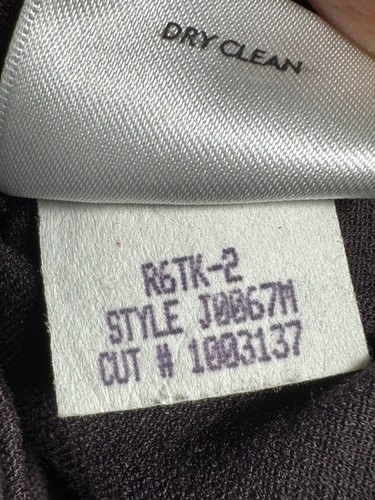 DRY CLEAN
R6TK-2
STYLE J0067M
CUT # 1003137